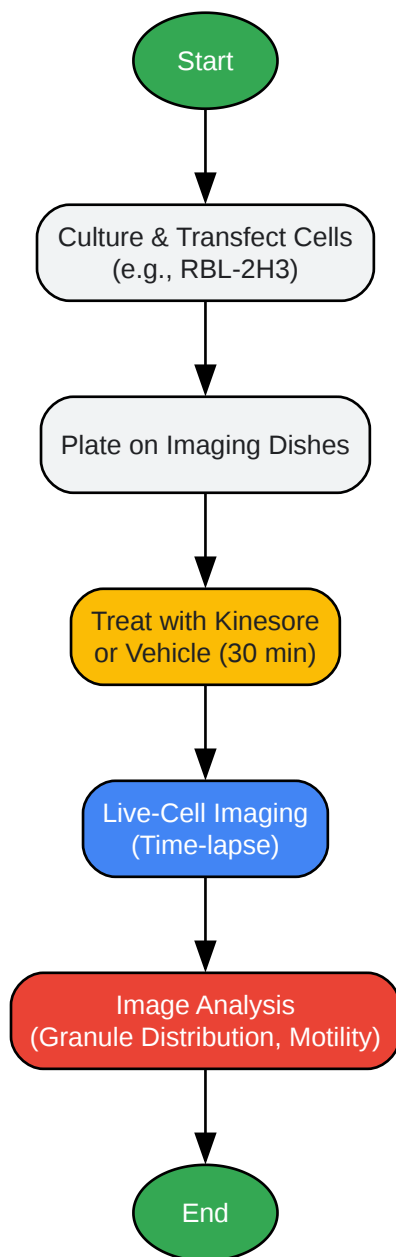 Start
Culture & Transfect Cells
(e.g., RBL-2H3)
Plate on Imaging Dishes
Treat with Kinesore
or Vehicle (30 min)
Live-Cell Imaging
(Time-lapse)
Image Analysis
(Granule Distribution, Motility)
End